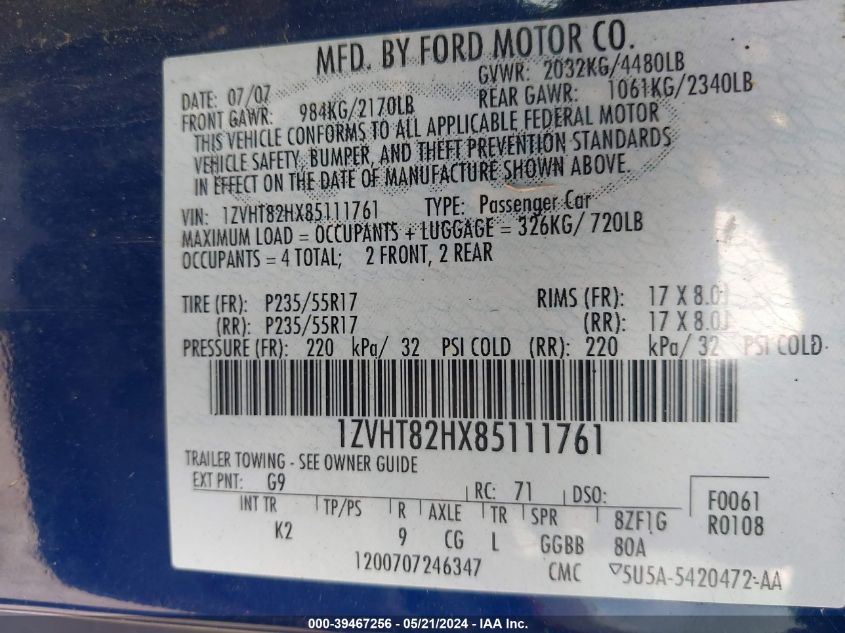 MFD. BY FORD MOTOR CO.
DATE: 07/07 GVWR: 2032KG/4480LB
FRONT GAWR: 984KG/2170LB REAR GAWR: 1061KG/2340LB
THIS VEHICLE CONFORMS TO ALL APPLICABLE FEDERAL MOTOR
VEHICLE SAFETY, BUMPER, AND THEFT PREVENTION STANDARDS
IN EFFECT ON THE DATE OF MANUFACTURE SHOWN ABOVE.
VIN: 1ZVHT82HX85111761 TYPE: Passenger Car
MAXIMUM LOAD = OCCUPANTS + LUGGAGE = 326KG/ 720LB
OCCUPANTS = 4 TOTAL; 2 FRONT, 2 REAR
TIRE (FR): P235/55R17 RIMS (FR): 17 X 8.0J
(RR): P235/55R17 (RR): 17 X 8.0J
PRESSURE (FR): 220 kPa/ 32 PSI COLD (RR): 220 kPa/ 32 PSI COLD
1ZVHT82HX85111761
TRAILER TOWING - SEE OWNER GUIDE
EXT PNT: G9 RC: 71 DSO: F0061
INT TR TP/PS R AXLE TR SPR 8ZF1G R0108
K2 9 CG L GGBB 80A
1200707246347 CMC ▽5U5A-5420472-AA
000-39467256 - 05/21/2024 - IAA Inc.